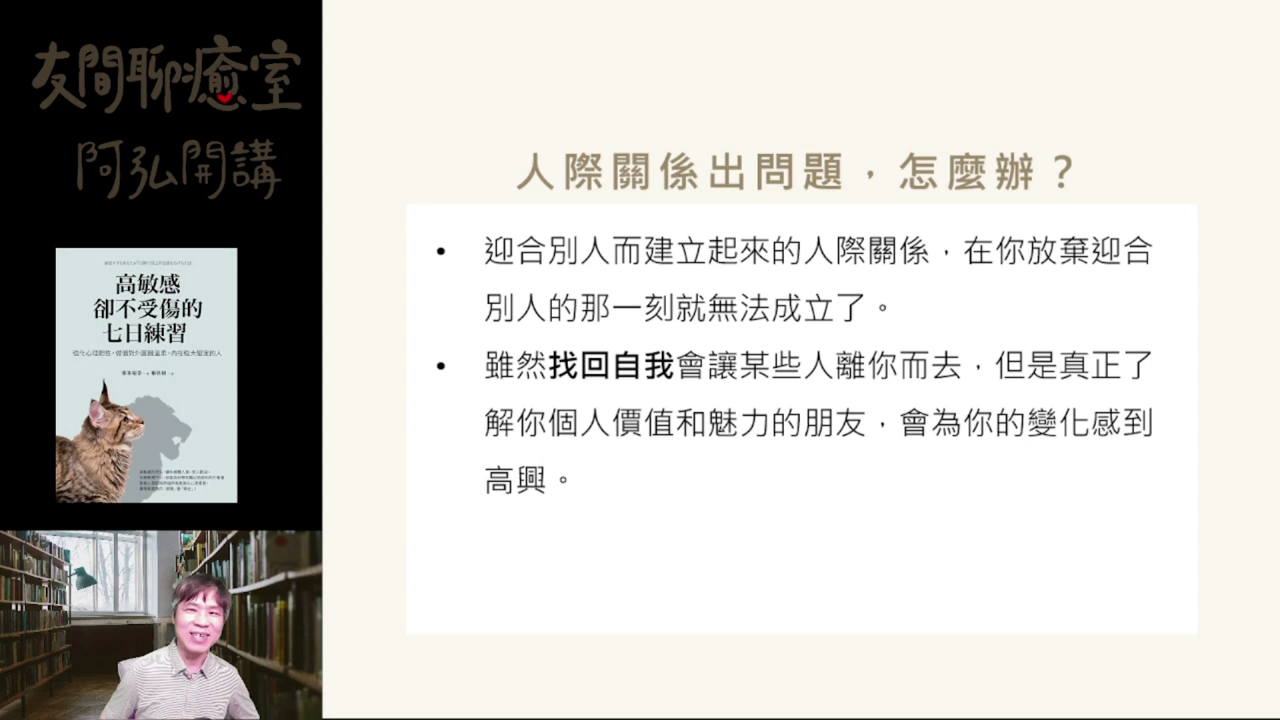 友間聊癒室
阿弘開講
高敏感
卻不受傷的
七日練習
人際關係出問題，怎麼辦？
• 迎合別人而建立起來的人際關係，在你放棄迎合
別人的那一刻就無法成立了。
• 雖然找回自我會讓某些人離你而去，但是真正了
解你個人價值和魅力的朋友，會為你的變化感到
高興。